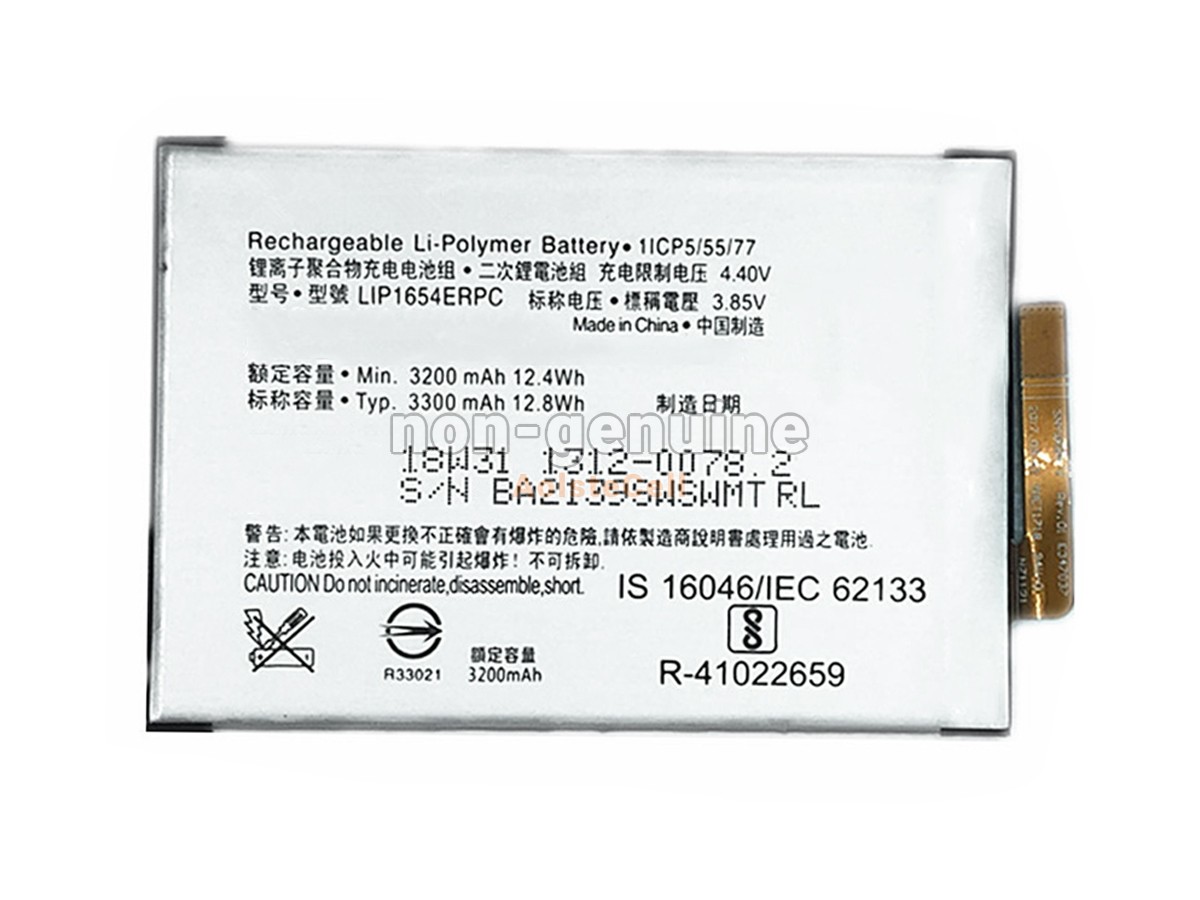 Rechargeable Li-Polymer Battery • 1ICP5/55/77
锂离子聚合物充电电池组 • 二次鋰電池組 充电限制电压 4.40V
型号 • 型號 LIP1654ERPC 标称电压 • 標稱電壓 3.85V
Made in China • 中国制造
額定容量 • Min. 3200 mAh 12.4Wh
标称容量 • Typ. 3300 mAh 12.8Wh 制造日期
non-genuine
18W31 1312-0078.2
S/N
RL
警告: 本電池如果更換不正確會有爆炸的危險,請依製造商說明書處理用過之電池.
注意: 电池投入火中可能引起爆炸! 不可拆卸.
CAUTION Do not incinerate,disassemble,short.
IS 16046/IEC 62133
R33021
額定容量
3200mAh
R-41022659